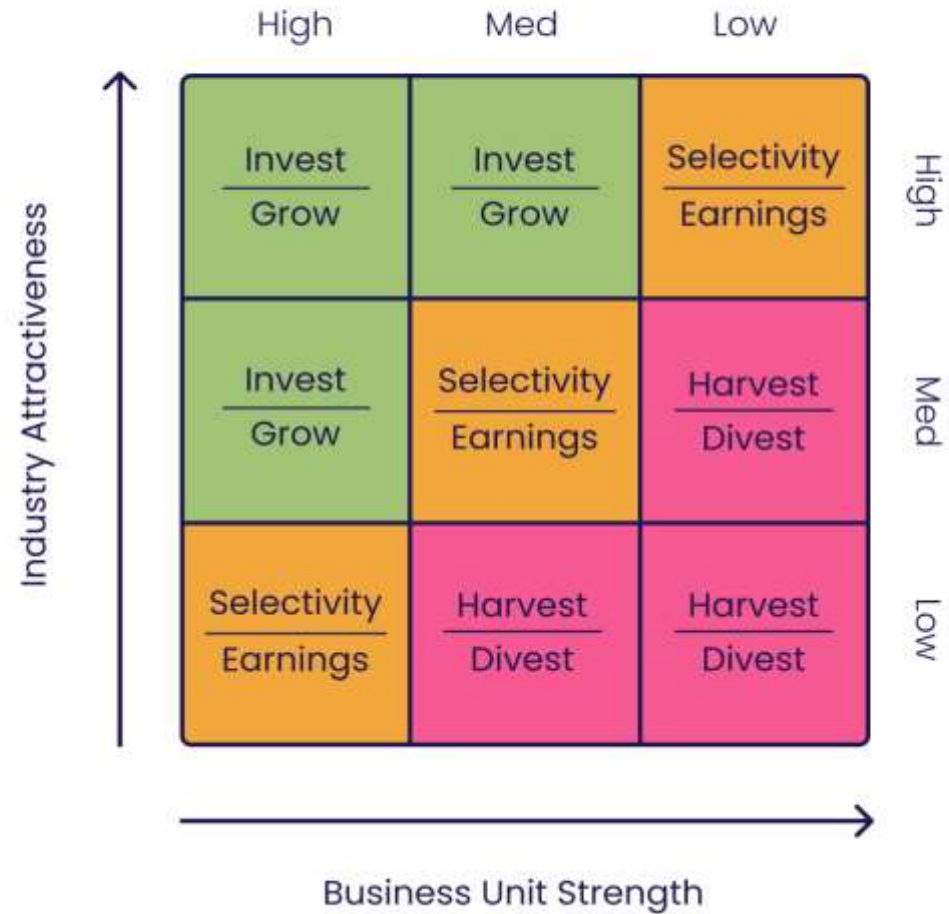 High Med Low
Invest Invest Selectivity
Grow Grow Earnings
High
Invest Selectivity Harvest
Grow Earnings Divest
Med
Selectivity Harvest Harvest
Earnings Divest Divest
Low
Industry Attractiveness
Business Unit Strength